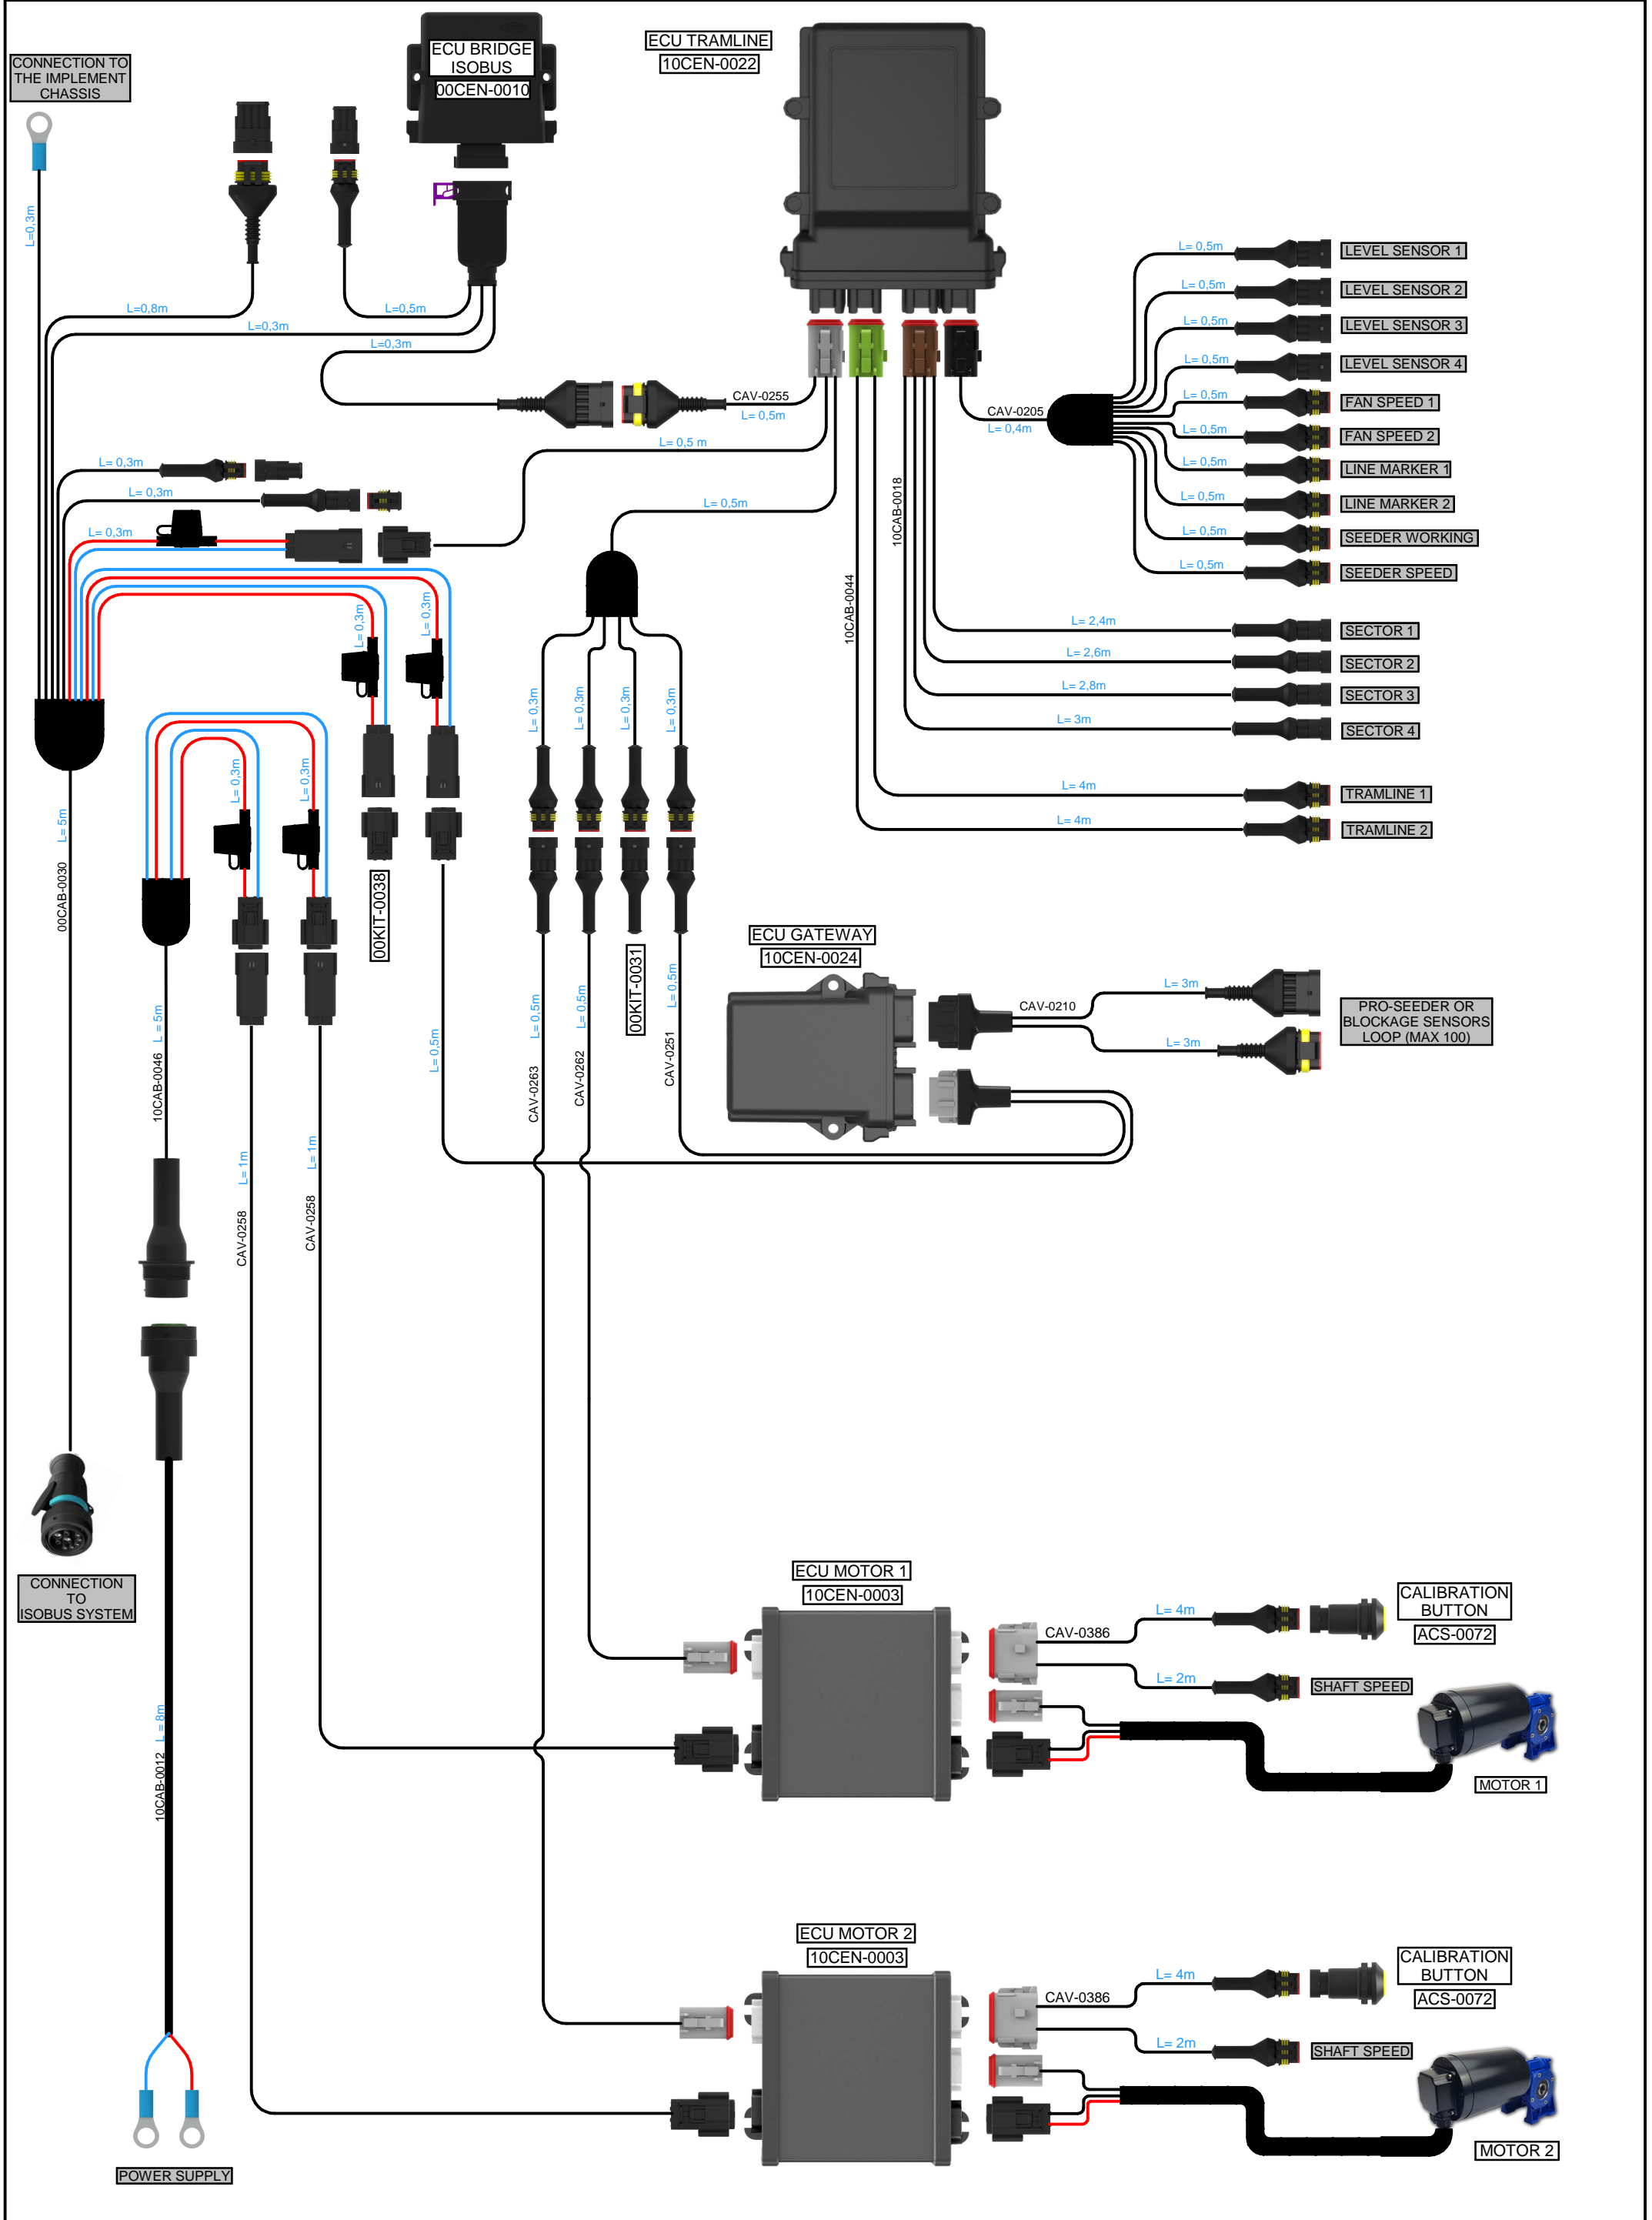 CONNECTION TO
THE IMPLEMENT
CHASSIS
ECU BRIDGE
ISOBUS
00CEN-0010
ECU TRAMLINE
10CEN-0022
L=0,3m
L=0,8m
L=0,5m
L=0,3m
L=0,3m
CAV-0255
L= 0,5m
L= 0,5 m
L= 0,5m
CAV-0205
L= 0,4m
L= 0,5m
LEVEL SENSOR 1
L= 0,5m
LEVEL SENSOR 2
L= 0,5m
LEVEL SENSOR 3
L= 0,5m
LEVEL SENSOR 4
L= 0,5m
FAN SPEED 1
L= 0,5m
FAN SPEED 2
L= 0,5m
LINE MARKER 1
L= 0,5m
LINE MARKER 2
L= 0,5m
SEEDER WORKING
L= 0,5m
SEEDER SPEED
10CAB-0018
10CAB-0044
L= 2,4m
SECTOR 1
L= 2,6m
SECTOR 2
L= 2,8m
SECTOR 3
L= 3m
SECTOR 4
L= 4m
TRAMLINE 1
L= 4m
TRAMLINE 2
L= 0,3m
L= 0,3m
L= 0,3m
L= 0,3m
L= 0,3m
L= 0,3m
L= 0,3m
L= 0,3m
L= 0,3m
L= 0,3m
L= 0,3m
00CAB-0030
L= 5m
00KIT-0038
00KIT-0031
10CAB-0046
L = 5m
L= 0,5m
CAV-0263
L= 0,5m
CAV-0262
L= 0,5m
CAV-0251
L= 0,5m
ECU GATEWAY
10CEN-0024
CAV-0210
L= 3m
L= 3m
PRO-SEEDER OR
BLOCKAGE SENSORS
LOOP (MAX 100)
CAV-0258
L= 1m
CAV-0258
L= 1m
CONNECTION
TO
ISOBUS SYSTEM
10CAB-0012
L = 8m
POWER SUPPLY
ECU MOTOR 1
10CEN-0003
CAV-0386
L= 4m
CALIBRATION
BUTTON
ACS-0072
L= 2m
SHAFT SPEED
MOTOR 1
ECU MOTOR 2
10CEN-0003
CAV-0386
L= 4m
CALIBRATION
BUTTON
ACS-0072
L= 2m
SHAFT SPEED
MOTOR 2